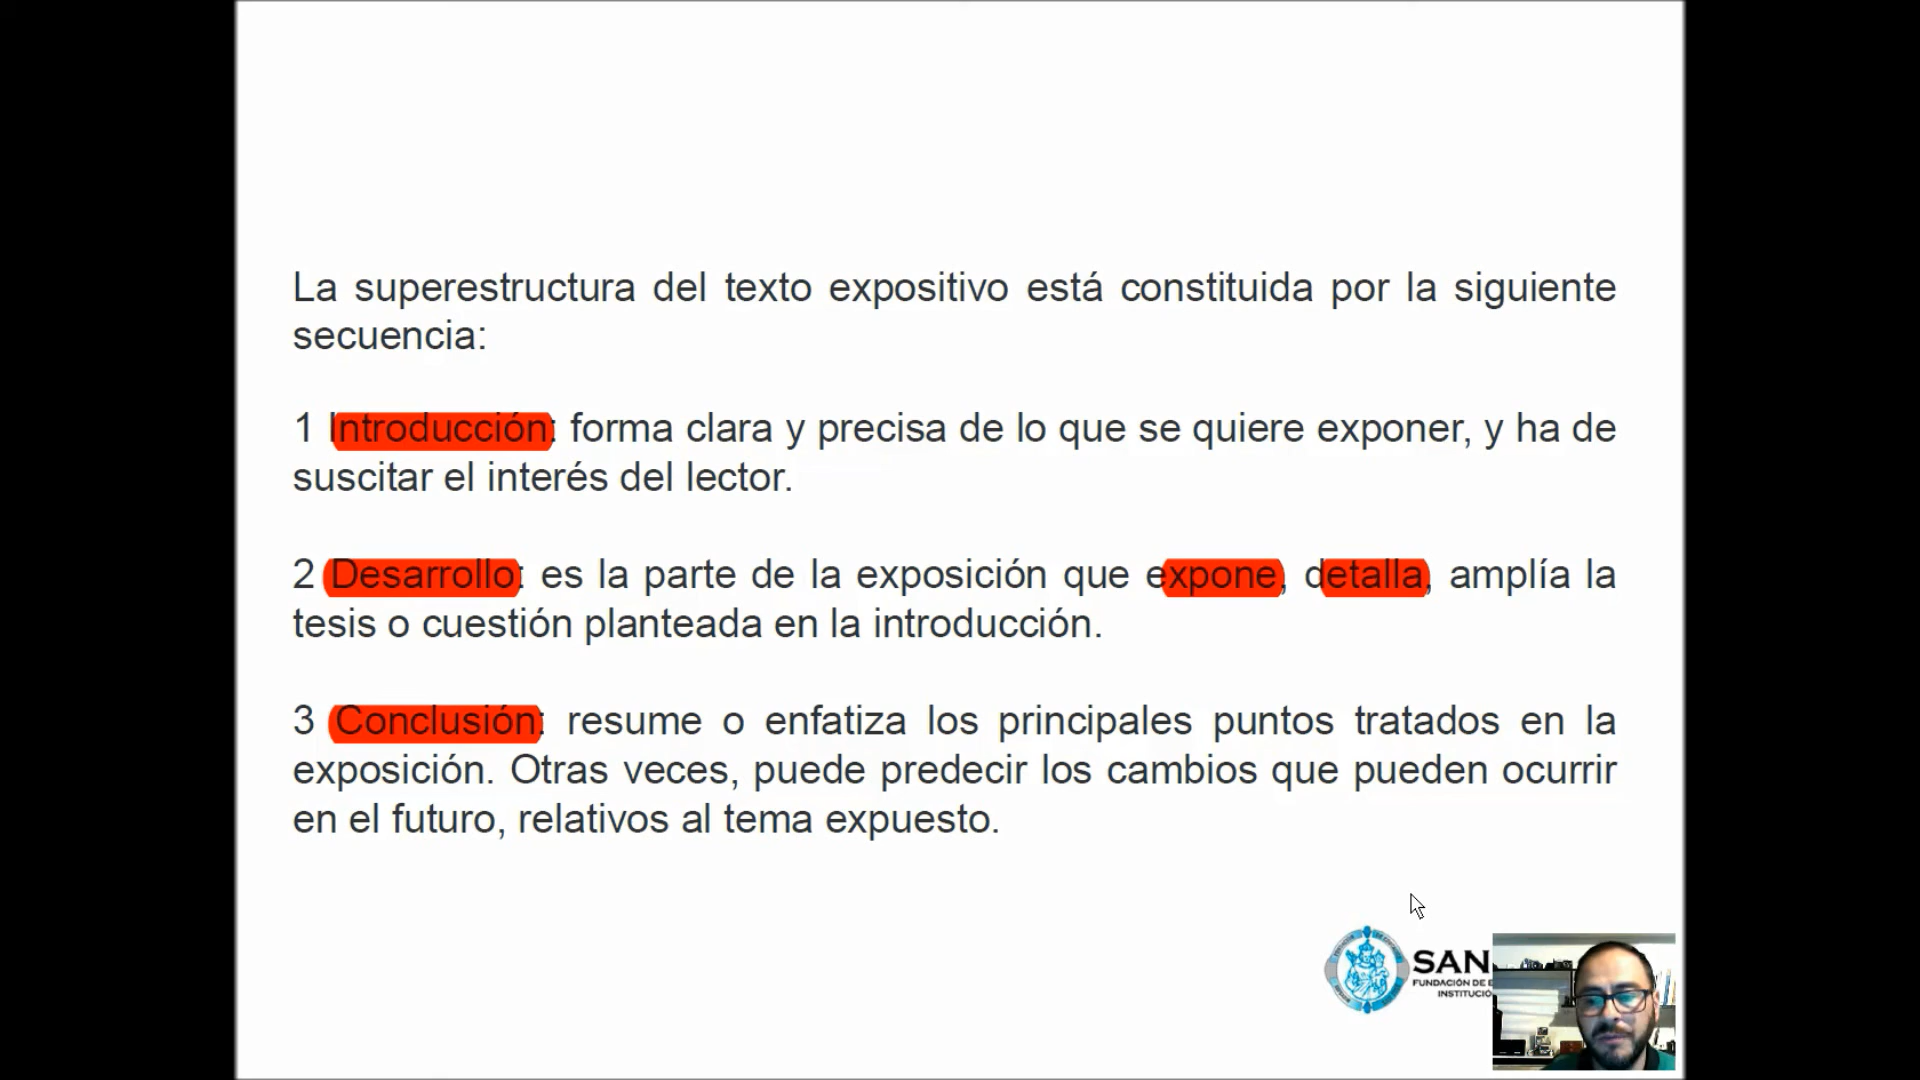 La superestructura del texto expositivo está constituida por la siguiente
secuencia:
1 Introducción: forma clara y precisa de lo que se quiere exponer, y ha de
suscitar el interés del lector.
2 Desarrollo: es la parte de la exposición que expone, detalla, amplía la
tesis o cuestión planteada en la introducción.
3 Conclusión: resume o enfatiza los principales puntos tratados en la
exposición. Otras veces, puede predecir los cambios que pueden ocurrir
en el futuro, relativos al tema expuesto.
SAN
FUNDACIÓN DE
INSTITUCIÓ